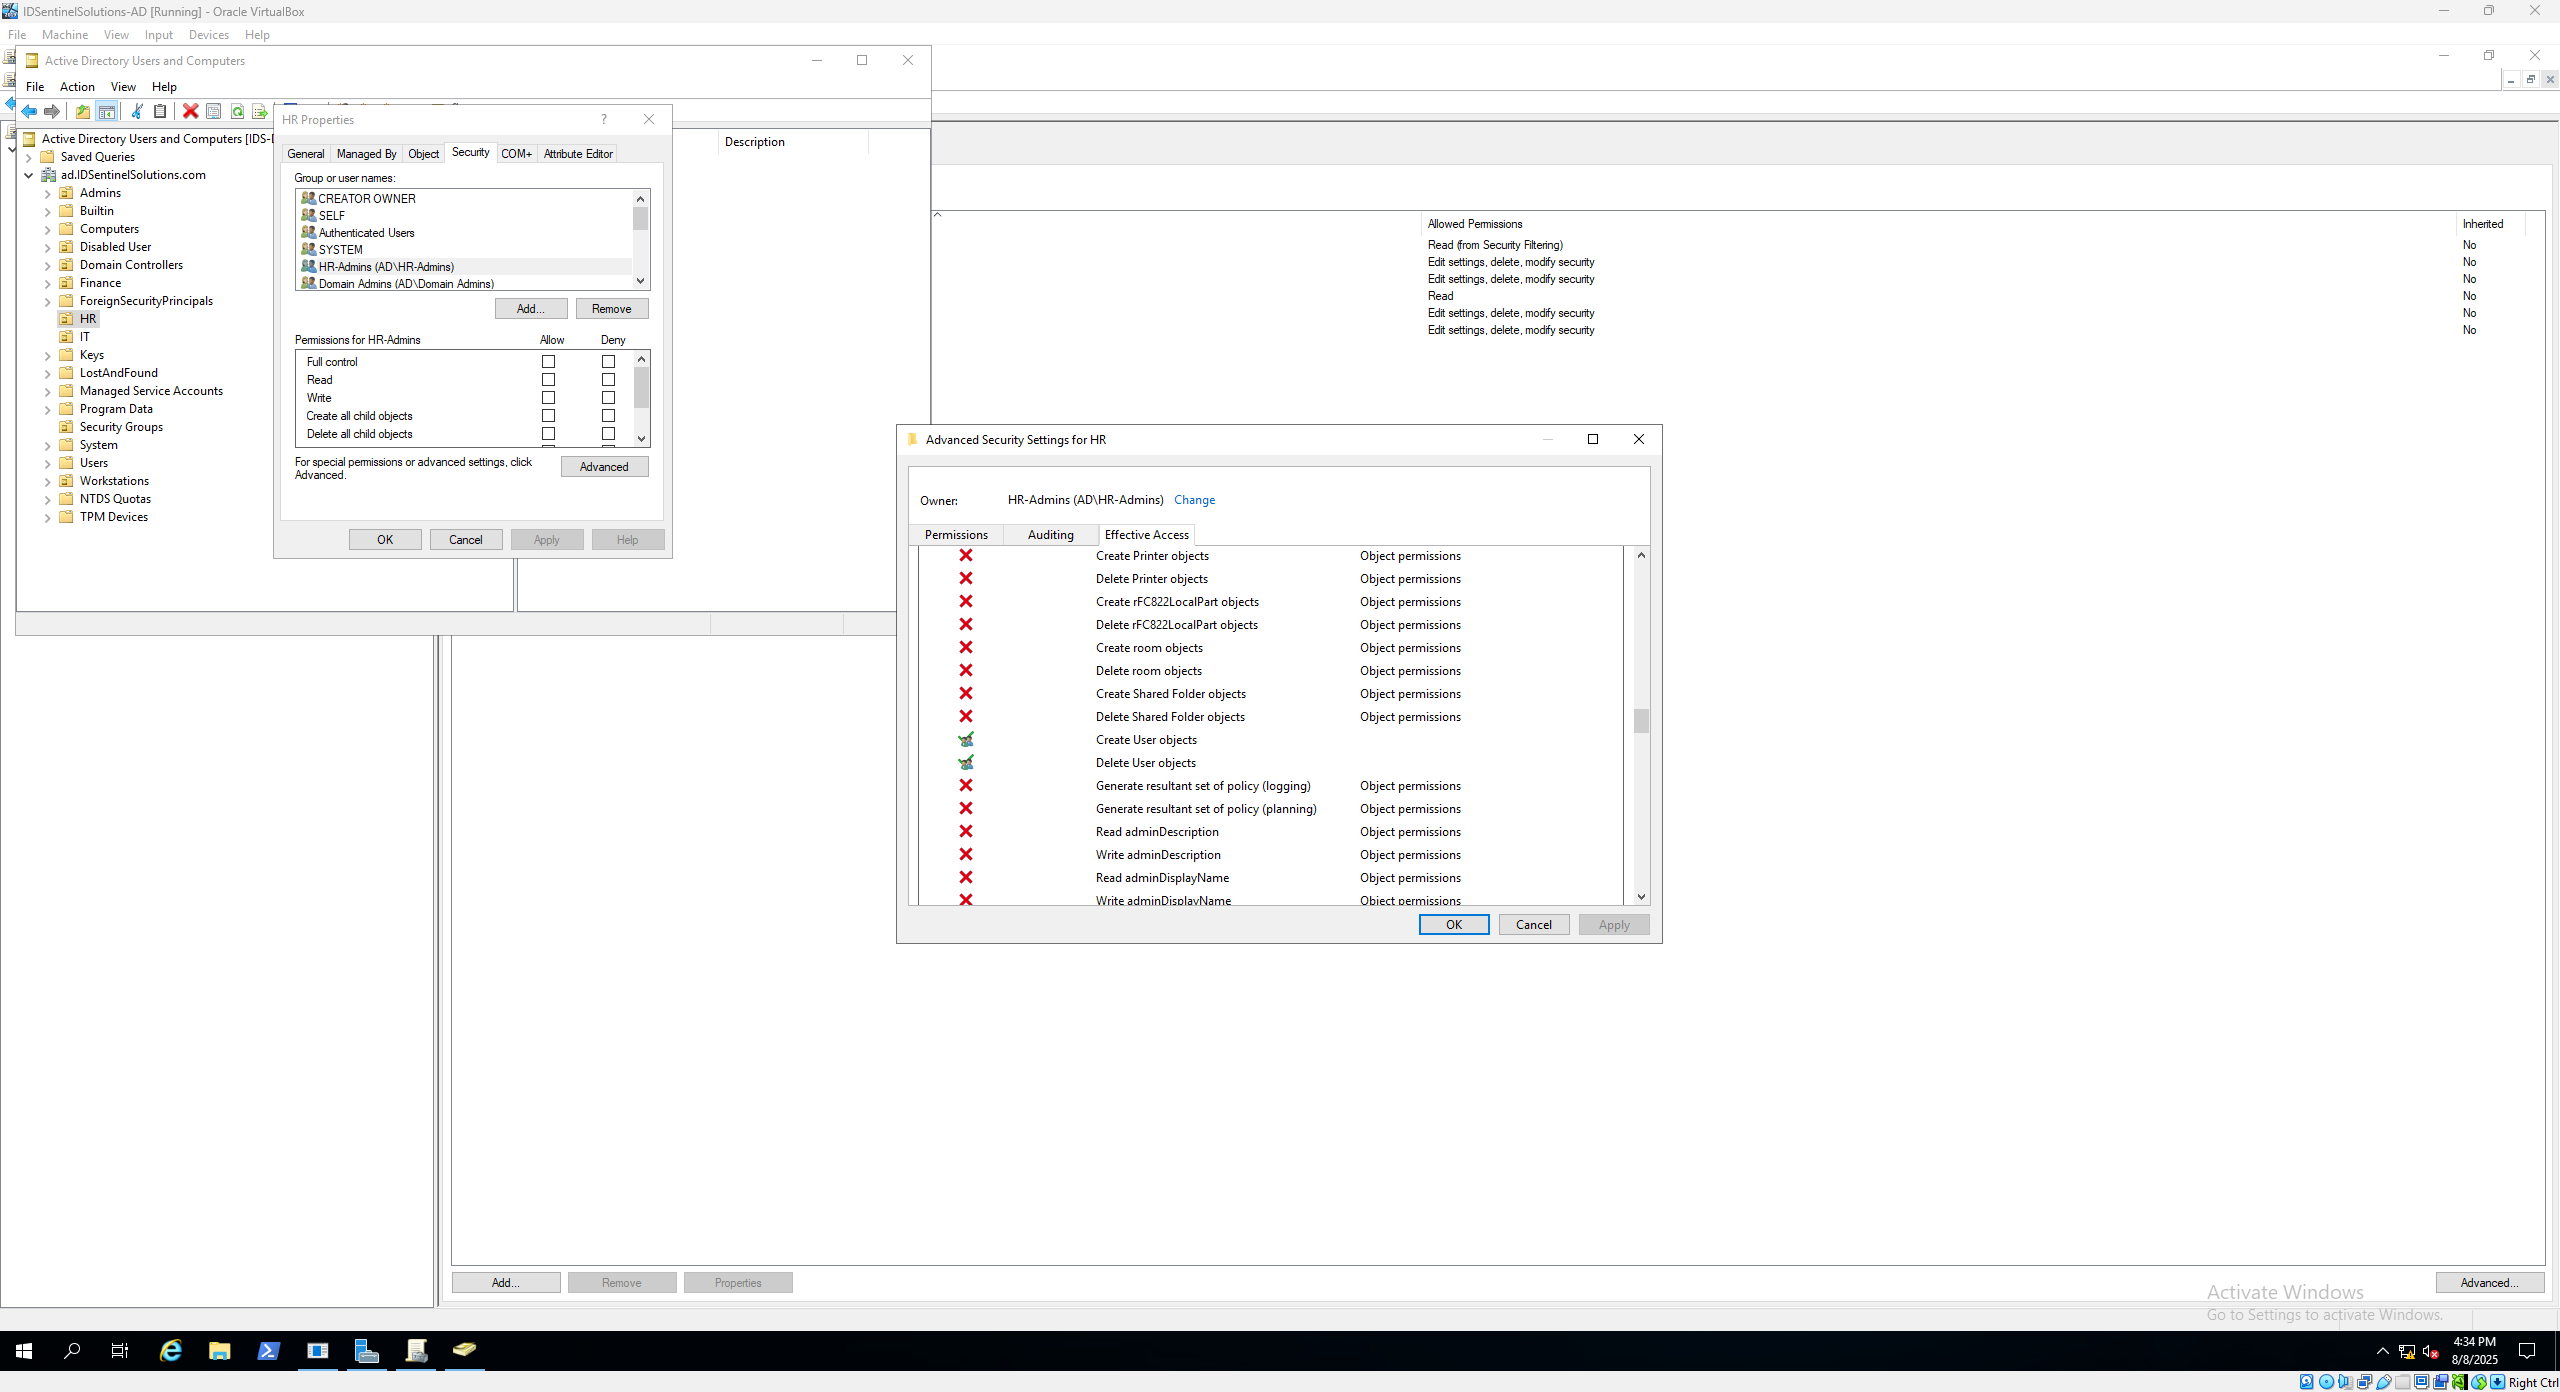 IDSentinelSolutions-AD [Running] - Oracle VirtualBox
File Machine View Input Devices Help
Active Directory Users and Computers
File Action View Help
Active Directory Users and Computers [IDS-
Saved Queries
ad.IDSentinelSolutions.com
Admins
Builtin
Computers
Disabled User
Domain Controllers
Finance
ForeignSecurityPrincipals
HR
IT
Keys
LostAndFound
Managed Service Accounts
Program Data
Security Groups
System
Users
Workstations
NTDS Quotas
TPM Devices
Description
HR Properties
?
General Managed By Object Security COM+ Attribute Editor
Group or user names:
CREATOR OWNER
SELF
Authenticated Users
SYSTEM
HR-Admins (AD\HR-Admins)
Domain Admins (AD\Domain Admins)
Add... Remove
Permissions for HR-Admins Allow Deny
Full control
Read
Write
Create all child objects
Delete all child objects
For special permissions or advanced settings, click
Advanced.
Advanced
OK Cancel Apply Help
Allowed Permissions Inherited
Read (from Security Filtering) No
Edit settings, delete, modify security No
Edit settings, delete, modify security No
Read No
Edit settings, delete, modify security No
Edit settings, delete, modify security No
Advanced Security Settings for HR
Owner: HR-Admins (AD\HR-Admins) Change
Permissions Auditing Effective Access
Create Printer objects Object permissions
Delete Printer objects Object permissions
Create rFC822LocalPart objects Object permissions
Delete rFC822LocalPart objects Object permissions
Create room objects Object permissions
Delete room objects Object permissions
Create Shared Folder objects Object permissions
Delete Shared Folder objects Object permissions
Create User objects
Delete User objects
Generate resultant set of policy (logging) Object permissions
Generate resultant set of policy (planning) Object permissions
Read adminDescription Object permissions
Write adminDescription Object permissions
Read adminDisplayName Object permissions
Write adminDisplayName Object permissions
OK Cancel Apply
Add... Remove Properties Advanced...
Activate Windows
Go to Settings to activate Windows.
4:34 PM
8/8/2025
Right Ctrl